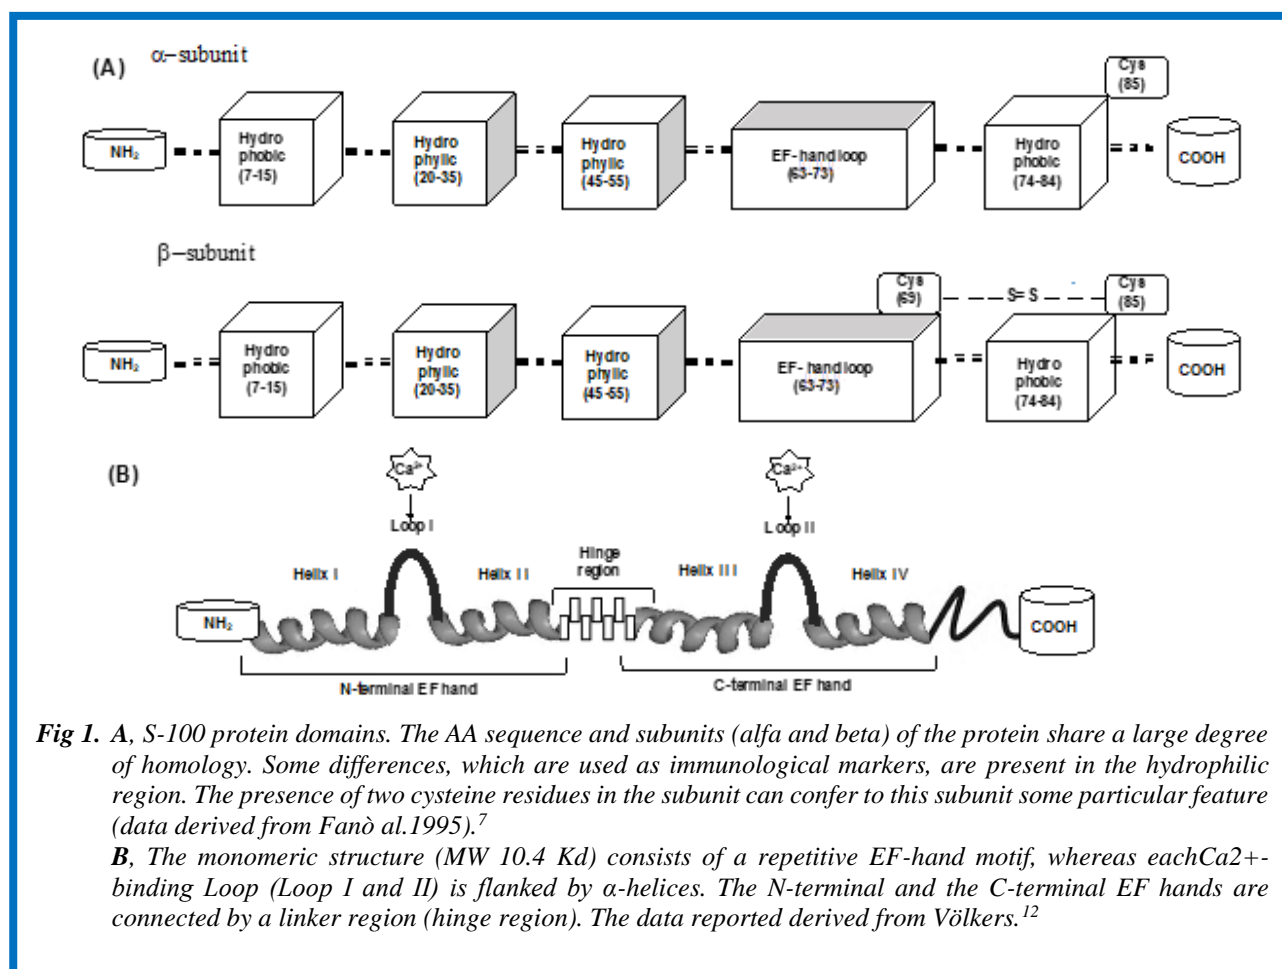 (A)
α–subunit
Cys
(85)
NH₂
Hydro
phobic
(7-15)
Hydro
phylic
(20-35)
Hydro
phylic
(45-55)
EF-hand loop
(63-73)
Hydro
phobic
(74-84)
COOH
β–subunit
Cys
(69)
S= S
Cys
(85)
NH₂
Hydro
phobic
(7-15)
Hydro
phylic
(20-35)
Hydro
phylic
(45-55)
EF- hand loop
(63-73)
Hydro
phobic
(74-84)
COOH
(B)
Ca²⁺
Ca²⁺
Loop I
Loop II
Hinge
region
Helix I
Helix II
Helix III
Helix IV
NH₂
COOH
N-terminal EF hand
C-terminal EF hand
Fig 1. A, S-100 protein domains. The AA sequence and subunits (alfa and beta) of the protein share a large degree
of homology. Some differences, which are used as immunological markers, are present in the hydrophilic
region. The presence of two cysteine residues in the subunit can confer to this subunit some particular feature
(data derived from Fanò al.1995).⁷
B, The monomeric structure (MW 10.4 Kd) consists of a repetitive EF-hand motif, whereas eachCa2+-
binding Loop (Loop I and II) is flanked by α-helices. The N-terminal and the C-terminal EF hands are
connected by a linker region (hinge region). The data reported derived from Völkers.¹²